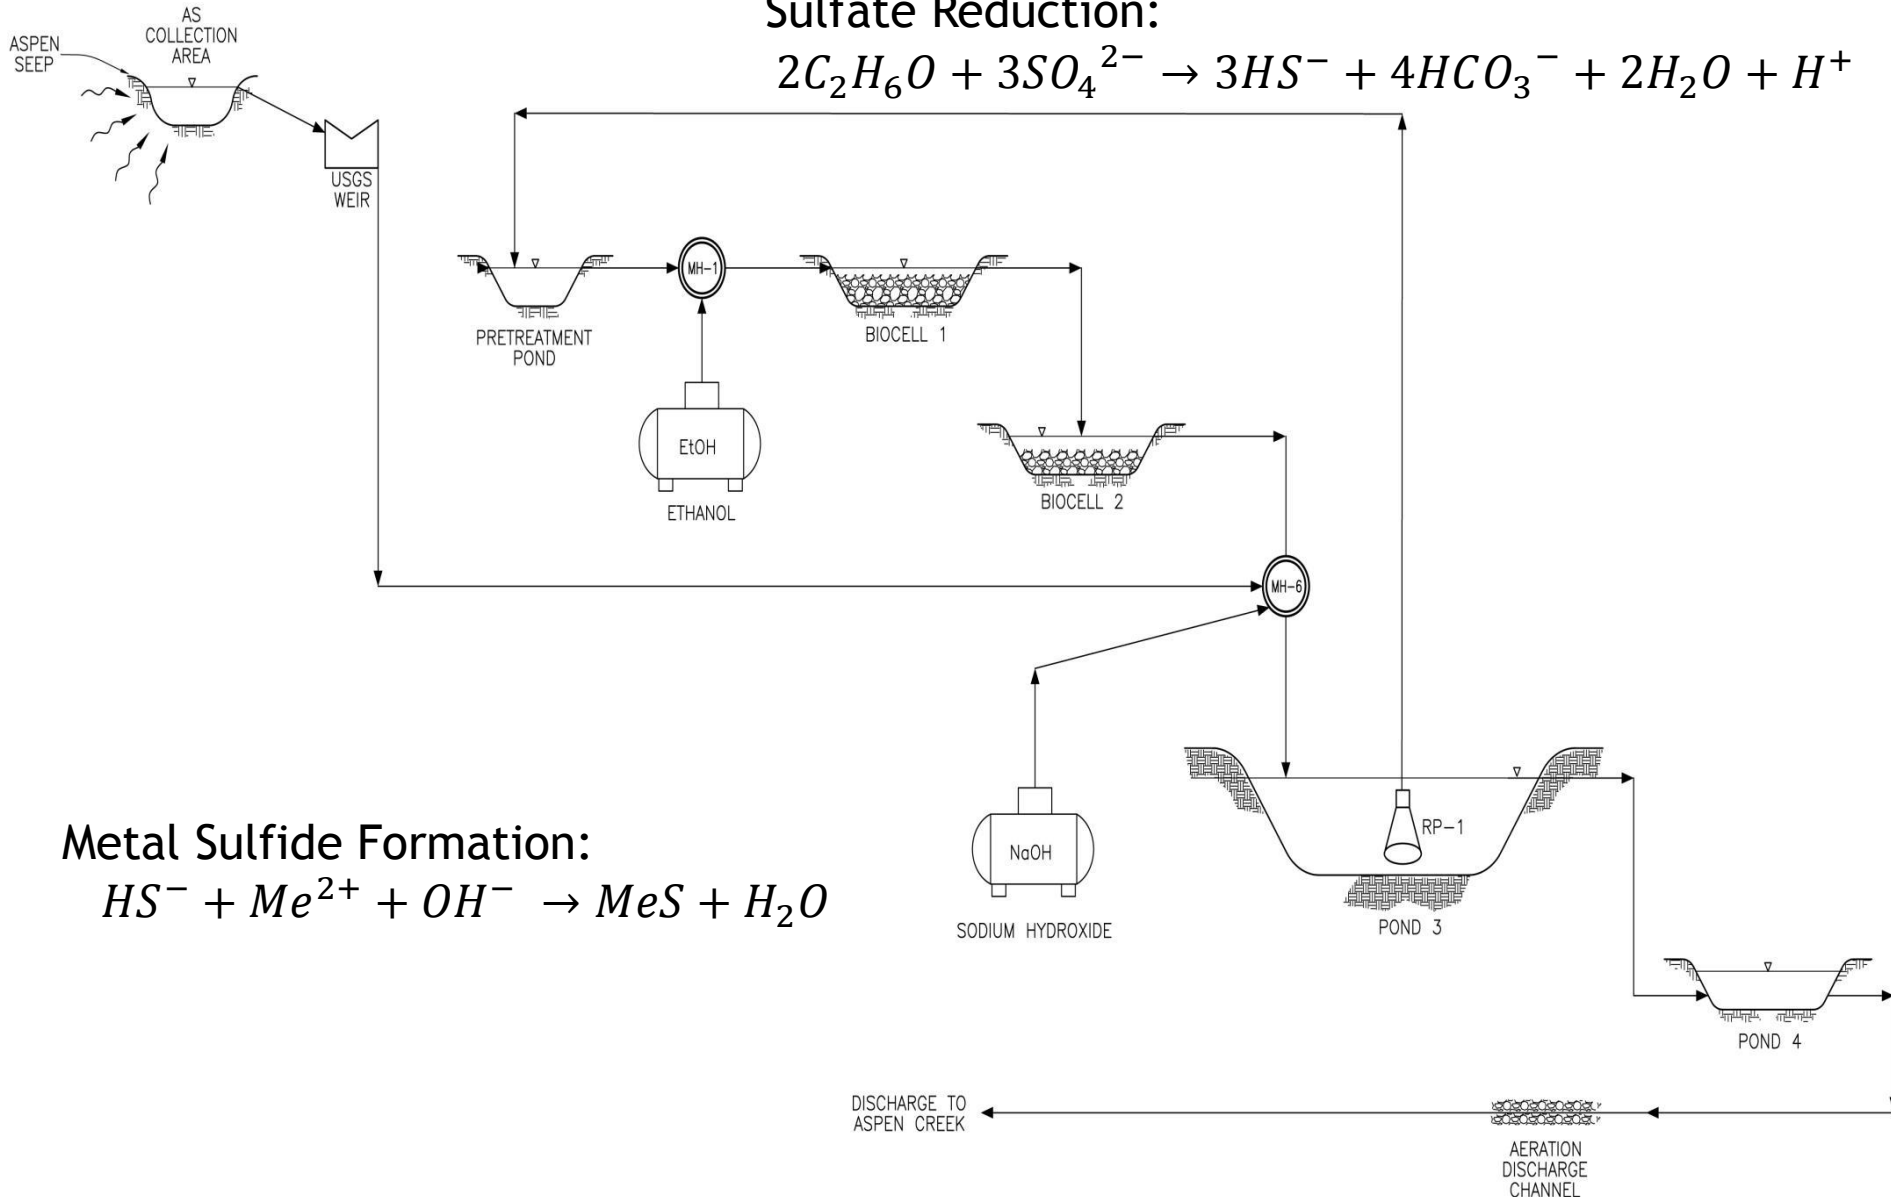 Sulfate Reduction:
2C₂H₆O + 3SO₄²⁻ → 3HS⁻ + 4HCO₃⁻ + 2H₂O + H⁺
AS
COLLECTION
AREA
ASPEN
SEEP
USGS
WEIR
MH-1
PRETREATMENT
POND
BIOCELL 1
EtOH
ETHANOL
BIOCELL 2
MH-6
RP-1
NaOH
SODIUM HYDROXIDE
POND 3
Metal Sulfide Formation:
HS⁻ + Me²⁺ + OH⁻ → MeS + H₂O
POND 4
DISCHARGE TO
ASPEN CREEK
AERATION
DISCHARGE
CHANNEL